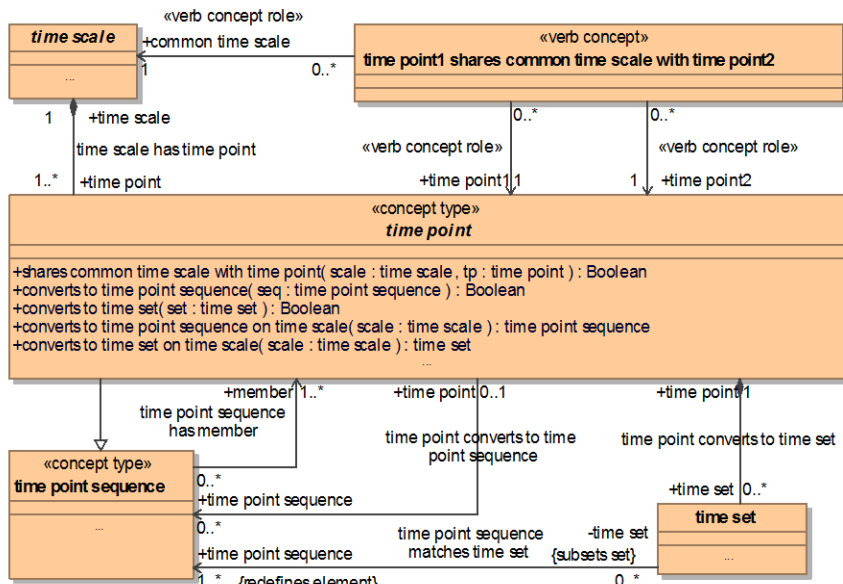 «verb concept role»
time scale
...
+common time scale
1
0..*
«verb concept»
time point1 shares common time scale with time point2
1
+time scale
time scale has time point
1..*
+time point
0..*
0..*
«verb concept role»
«verb concept role»
+time point1
1
1
+time point2
«concept type»
time point
+shares common time scale with time point( scale : time scale, tp : time point ) : Boolean
+converts to time point sequence( seq : time point sequence ) : Boolean
+converts to time set( set : time set ) : Boolean
+converts to time point sequence on time scale( scale : time scale ) : time point sequence
+converts to time set on time scale( scale : time scale ) : time set
...
+member
1..*
+time point
0..1
+time point
1
time point sequence
has member
time point converts to time
point sequence
time point converts to time set
«concept type»
time point sequence
...
0..*
+time point sequence
0..*
+time set
0..*
time set
...
+time point sequence
1..*
{redefines element}
time point sequence
matches time set
-time set
{subsets set}
0..*